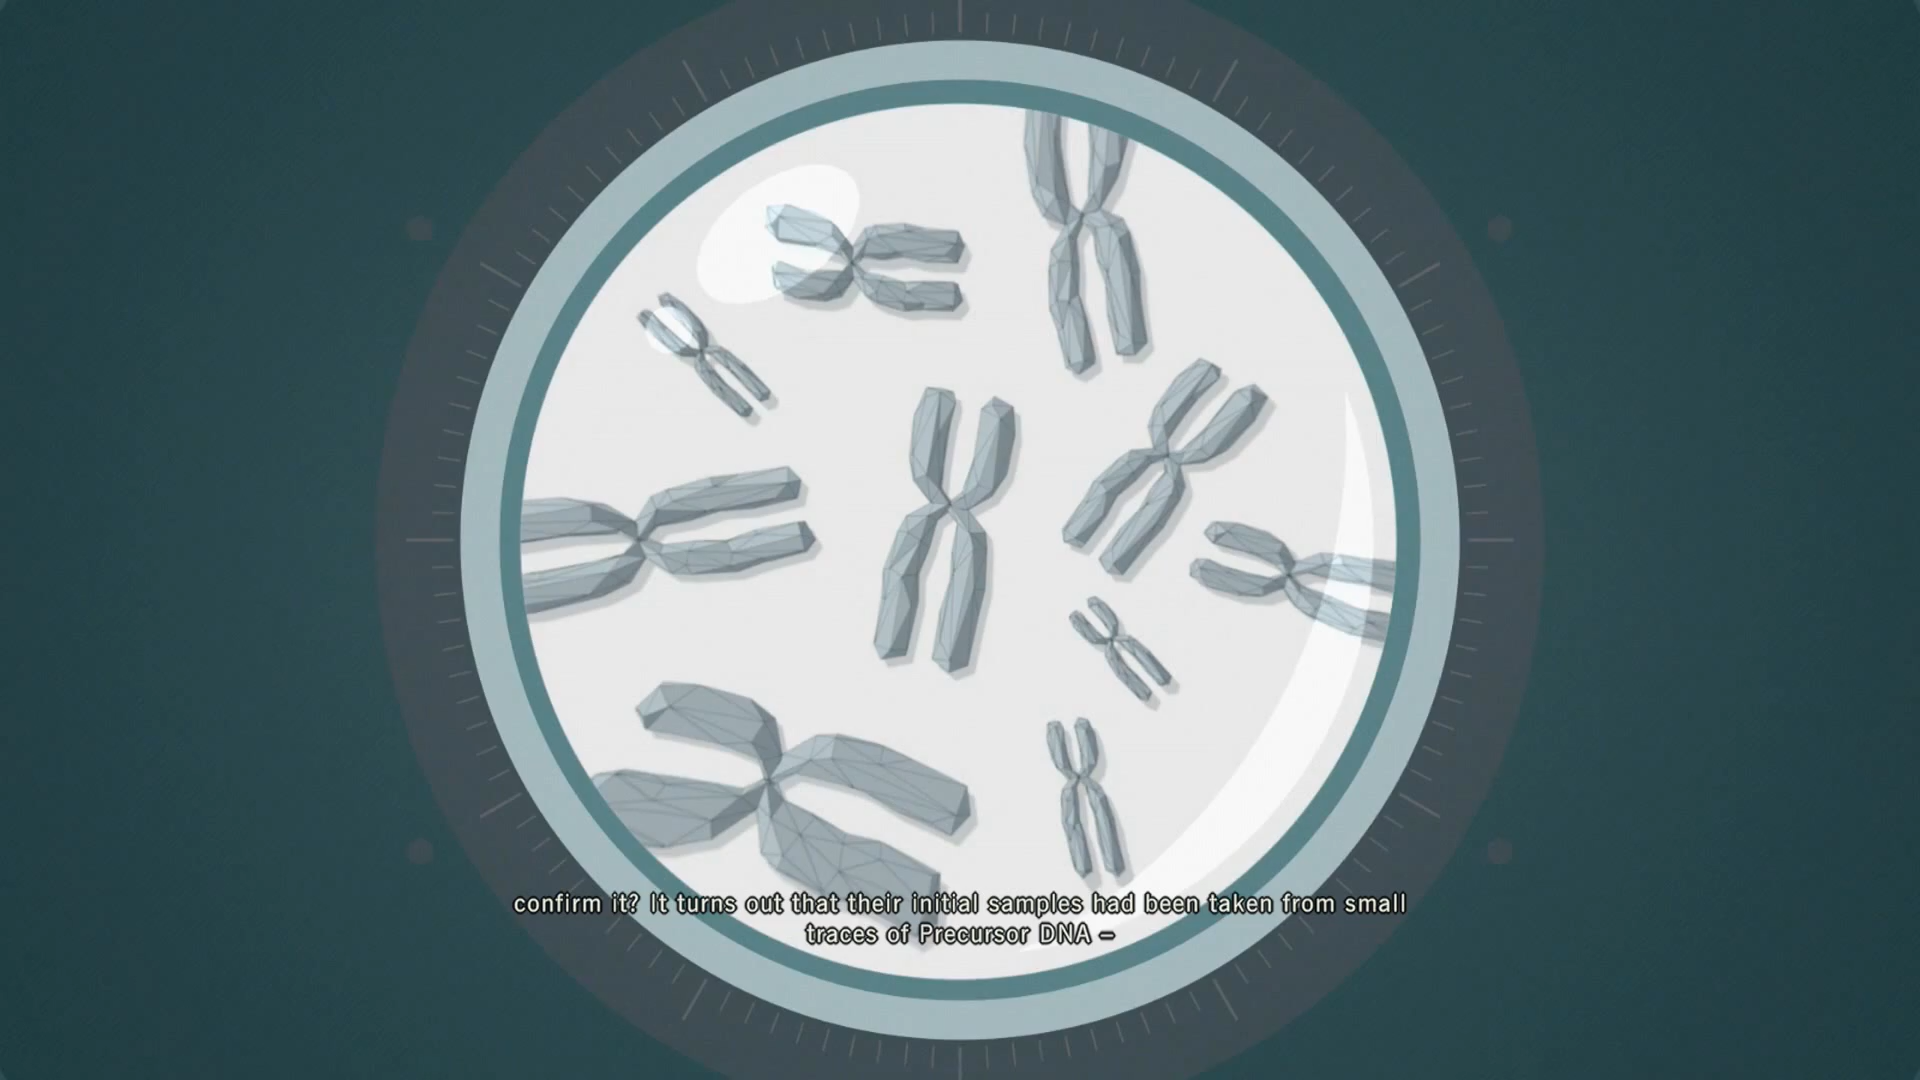 confirm it? It turns out that their initial samples had been taken from small
traces of Precursor DNA –